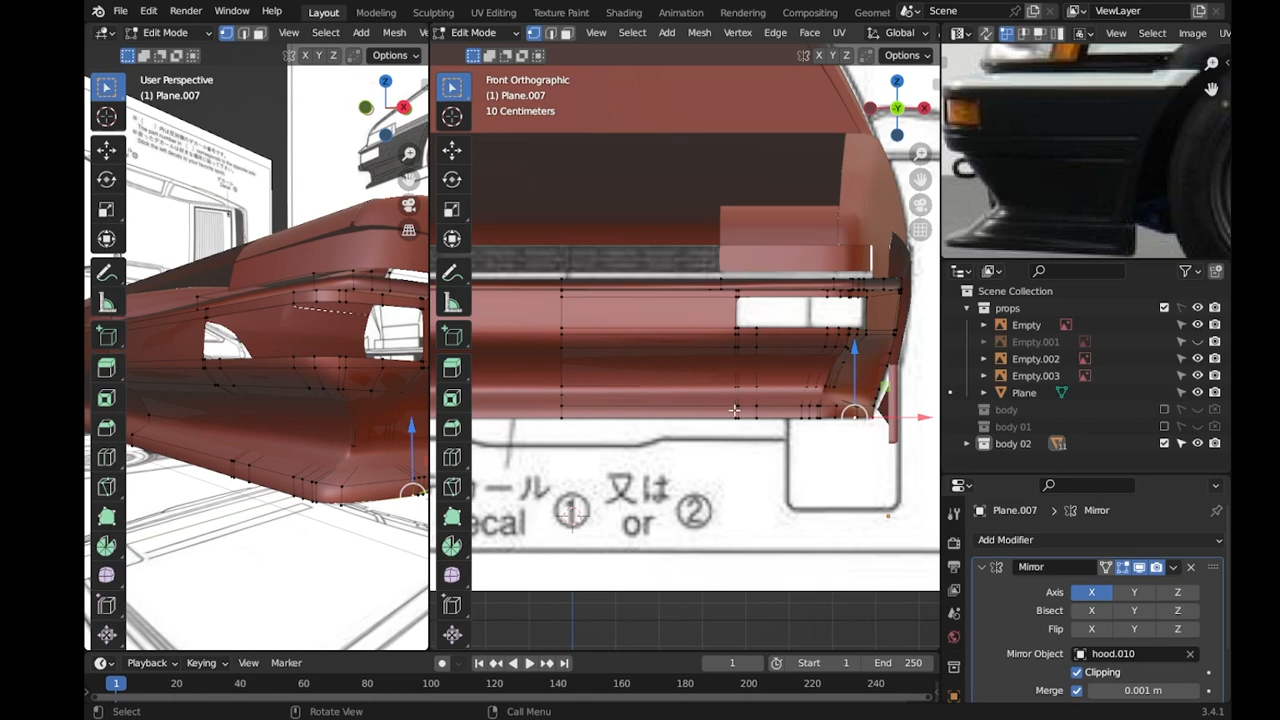 File Edit Render Window Help Layout Modeling Sculpting UV Editing Texture Paint Shading Animation Rendering Compositing Geomet Scene ViewLayer
Edit Mode View Select Add Mesh Ve Edit Mode View Select Add Mesh Vertex Edge Face UV Global View Select Image UV
X Y Z Options X Y Z Options
User Perspective
(1) Plane.007
Front Orthographic
(1) Plane.007
10 Centimeters
Z
X
Z
Y
X
Scene Collection
props
Empty
Empty.001
Empty.002
Empty.003
Plane
body
body 01
body 02
11
ール ① 又は ②
ecal or
Plane.007 > Mirror
Add Modifier
Mirror
Axis X Y Z
Bisect X Y Z
Flip X Y Z
Mirror Object hood.010
Clipping
Merge 0.001 m
Playback Keying View Marker 1 Start 1 End 250
1 20 40 60 80 100 120 140 160 180 200 220 240
Select Rotate View Call Menu 3.4.1